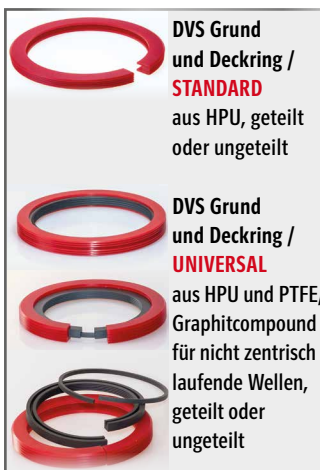 DVS Grund
und Deckring /
STANDARD
aus HPU, geteilt
oder ungeteilt
DVS Grund
und Deckring /
UNIVERSAL
aus HPU und PTFE,
Graphitcompound
für nicht zentrisch
laufende Wellen,
geteilt oder
ungeteilt